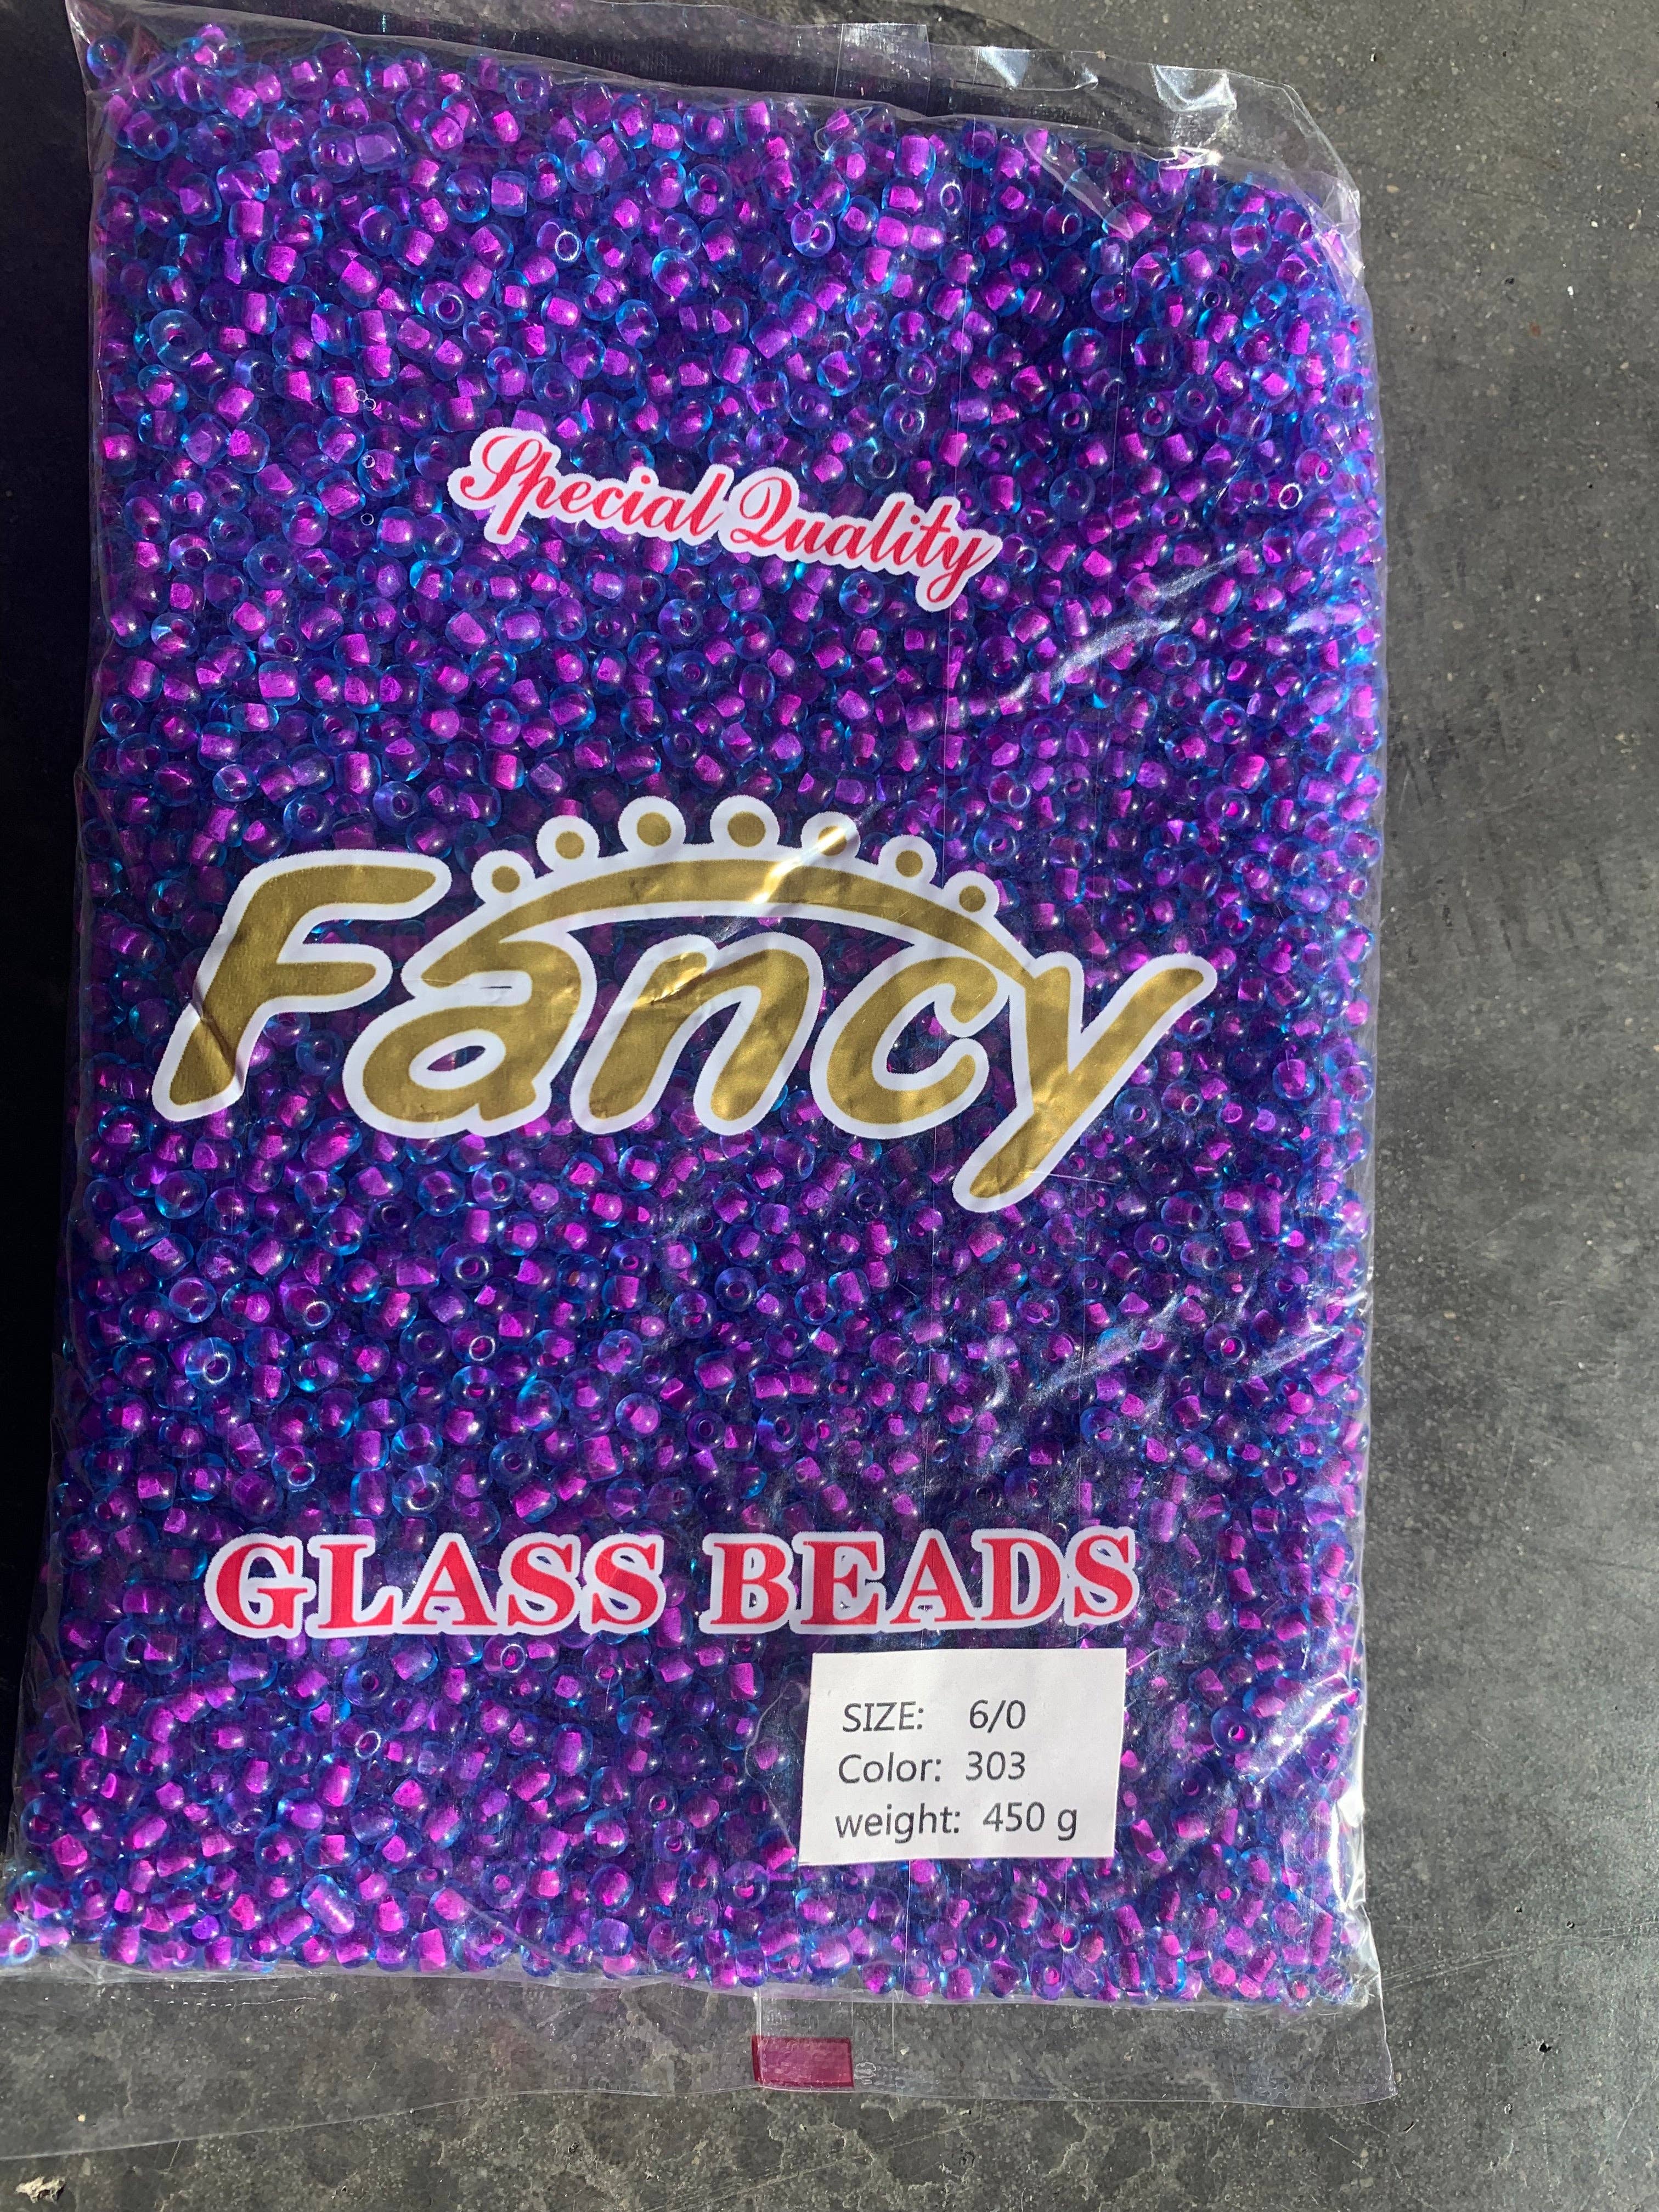 Special Quality
Fancy
GLASS BEADS
SIZE: 6/0
Color: 303
weight: 450 g